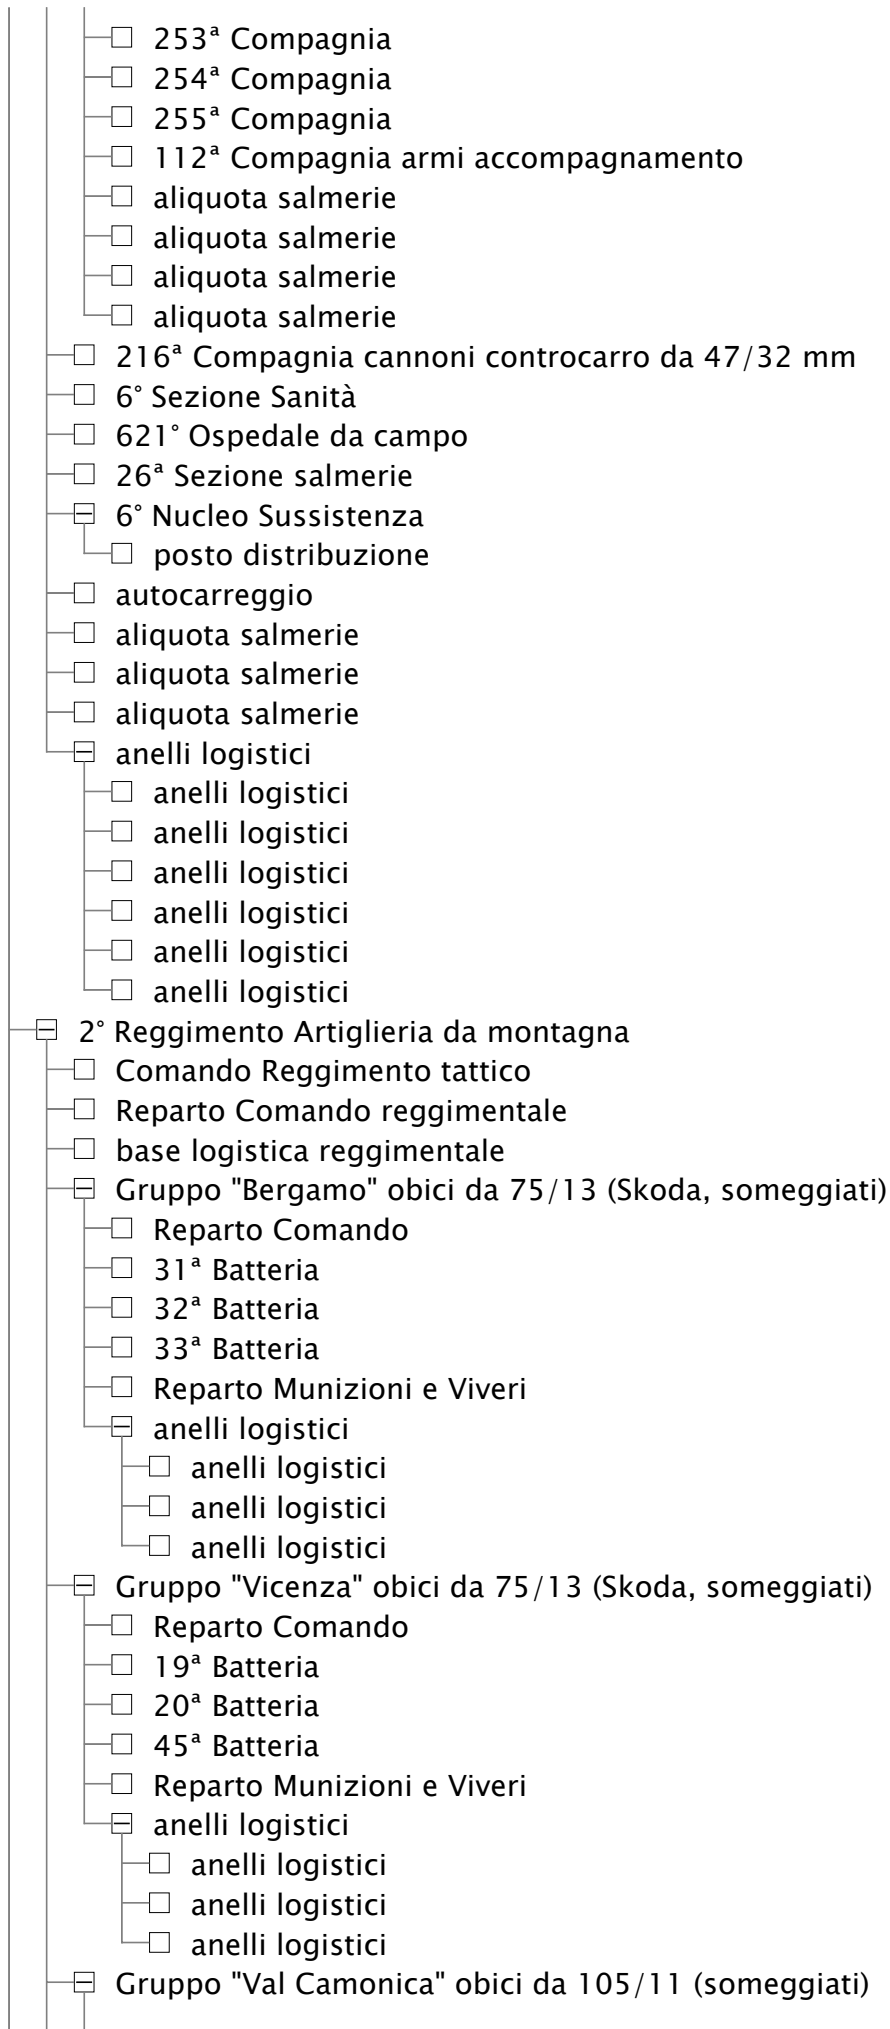 253ª Compagnia
254ª Compagnia
255ª Compagnia
112ª Compagnia armi accompagnamento
aliquota salmerie
aliquota salmerie
aliquota salmerie
aliquota salmerie
216ª Compagnia cannoni controcarro da 47/32 mm
6° Sezione Sanità
621° Ospedale da campo
26ª Sezione salmerie
6° Nucleo Sussistenza
posto distribuzione
autocarreggio
aliquota salmerie
aliquota salmerie
aliquota salmerie
anelli logistici
anelli logistici
anelli logistici
anelli logistici
anelli logistici
anelli logistici
anelli logistici
2° Reggimento Artiglieria da montagna
Comando Reggimento tattico
Reparto Comando reggimentale
base logistica reggimentale
Gruppo "Bergamo" obici da 75/13 (Skoda, someggiati)
Reparto Comando
31ª Batteria
32ª Batteria
33ª Batteria
Reparto Munizioni e Viveri
anelli logistici
anelli logistici
anelli logistici
anelli logistici
Gruppo "Vicenza" obici da 75/13 (Skoda, someggiati)
Reparto Comando
19ª Batteria
20ª Batteria
45ª Batteria
Reparto Munizioni e Viveri
anelli logistici
anelli logistici
anelli logistici
anelli logistici
Gruppo "Val Camonica" obici da 105/11 (someggiati)